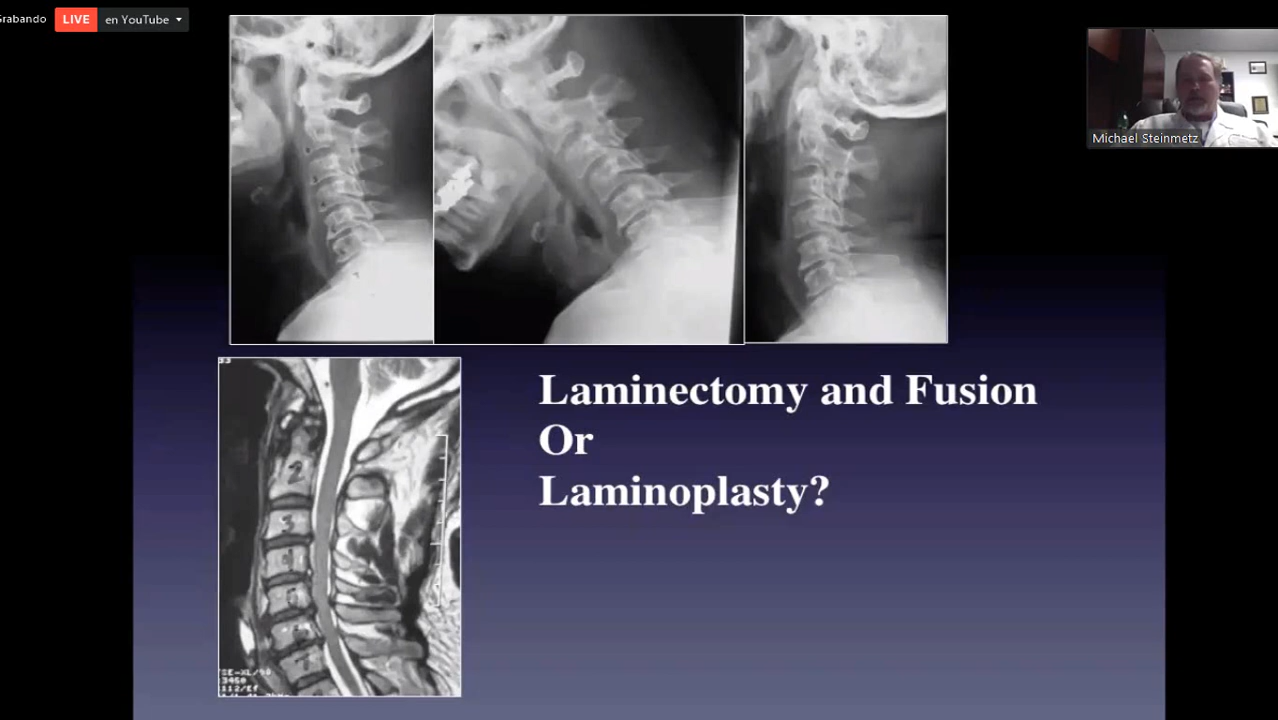 Grabando
LIVE en YouTube
Michael Steinmetz
Laminectomy and Fusion
Or
Laminoplasty?
2
3
4
5
6
7